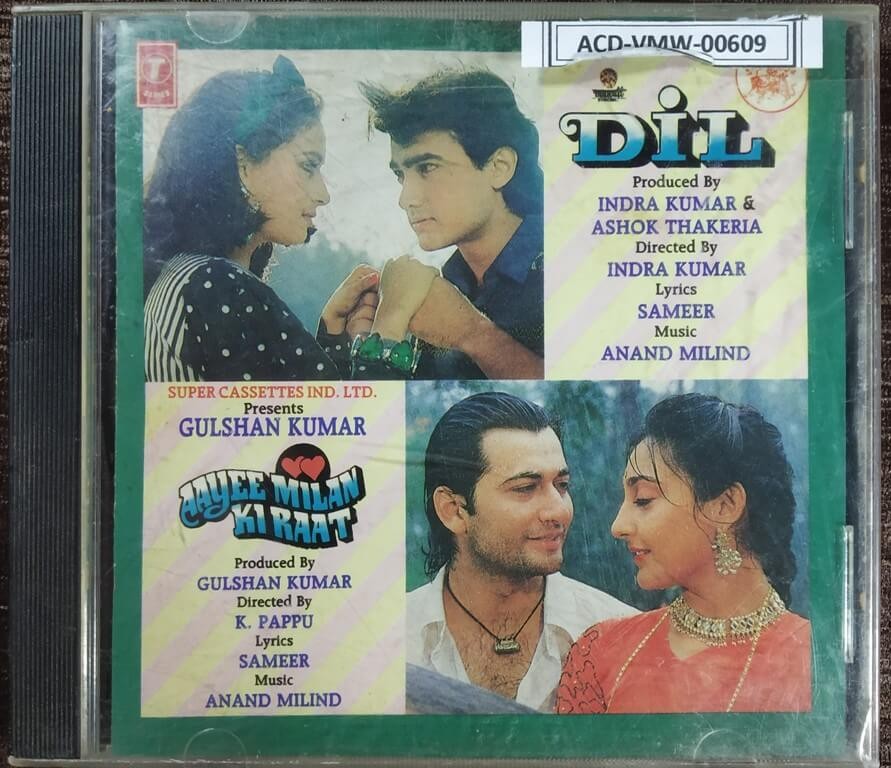 ACD-VMW-00609
T
SERIES
DiL
Produced By
INDRA KUMAR &
ASHOK THAKERIA
Directed By
INDRA KUMAR
Lyrics
SAMEER
Music
ANAND MILIND
SUPER CASSETTES IND. LTD.
Presents
GULSHAN KUMAR
AAYEE MILAN
KI RAAT
Produced By
GULSHAN KUMAR
Directed By
K. PAPPU
Lyrics
SAMEER
Music
ANAND MILIND